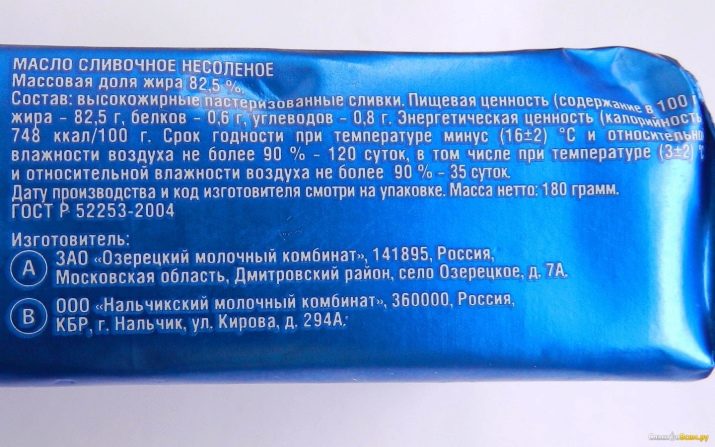 МАСЛО СЛИВОЧНОЕ НЕСОЛЕНОЕ
Массовая доля жира 82,5 %.
Состав: высокожирные пастеризованные сливки. Пищевая ценность (содержание в 100 г
жира – 82,5 г, белков – 0,6 г, углеводов – 0,8 г. Энергетическая ценность (калорийность
748 ккал/100 г. Срок годности при температуре минус (16±2) °С и относительно
влажности воздуха не более 90 % - 120 суток, в том числе при температуре (3±2) °
и относительной влажности воздуха не более 90 % - 35 суток.
Дату производства и код изготовителя смотри на упаковке. Масса нетто: 180 грамм.
ГОСТ Р 52253-2004
Изготовитель:
А ЗАО «Озерецкий молочный комбинат», 141895, Россия,
Московская область, Дмитровский район, село Озерецкое, д. 7А.
В ООО «Нальчикский молочный комбинат», 360000, Россия,
КБР, г. Нальчик, ул. Кирова, д. 294А.